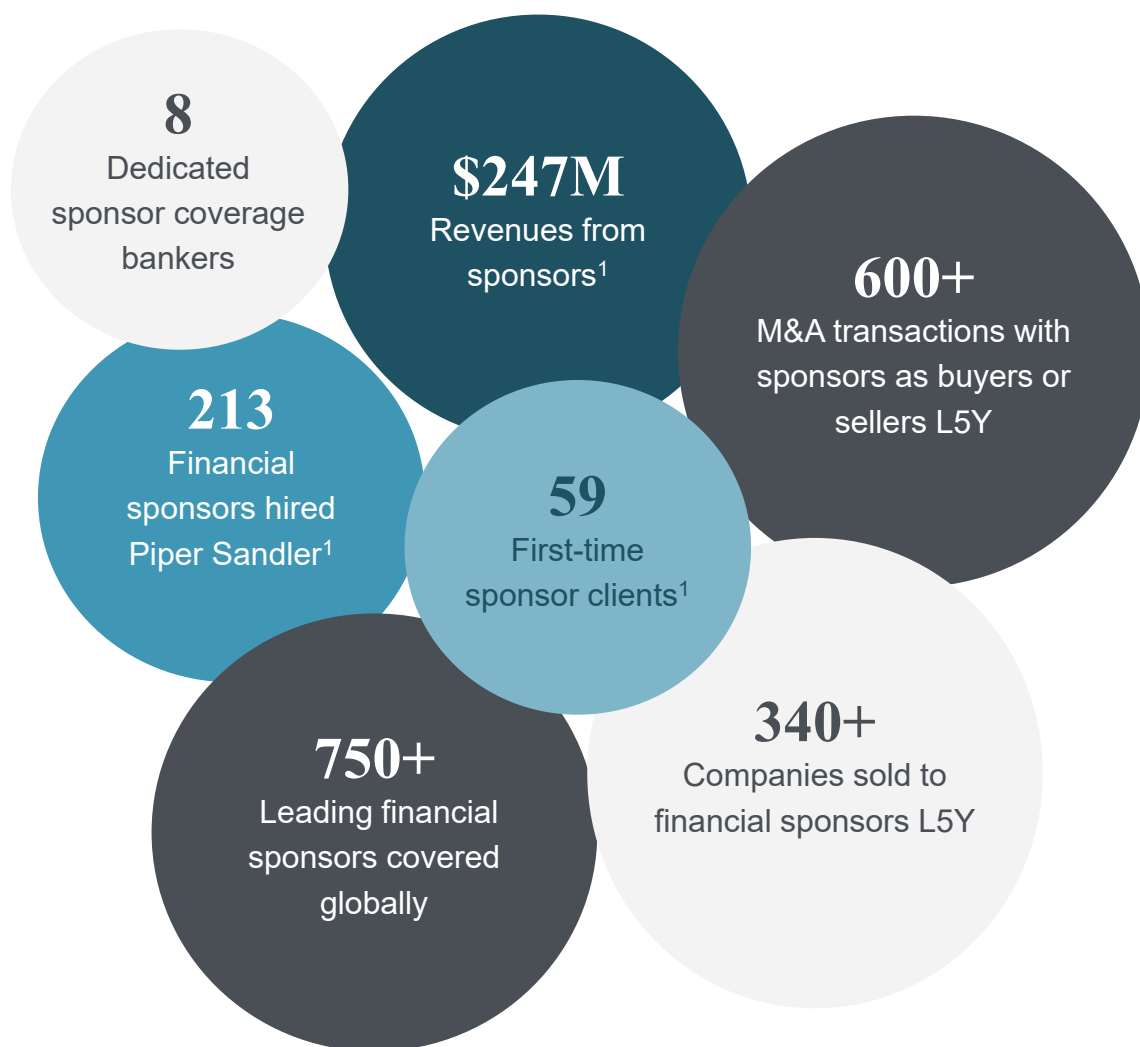 8
Dedicated
sponsor coverage
bankers
$247M
Revenues from
sponsors¹
600+
M&A transactions with
sponsors as buyers or
sellers L5Y
213
Financial
sponsors hired
Piper Sandler¹
59
First-time
sponsor clients¹
750+
Leading financial
sponsors covered
globally
340+
Companies sold to
financial sponsors L5Y